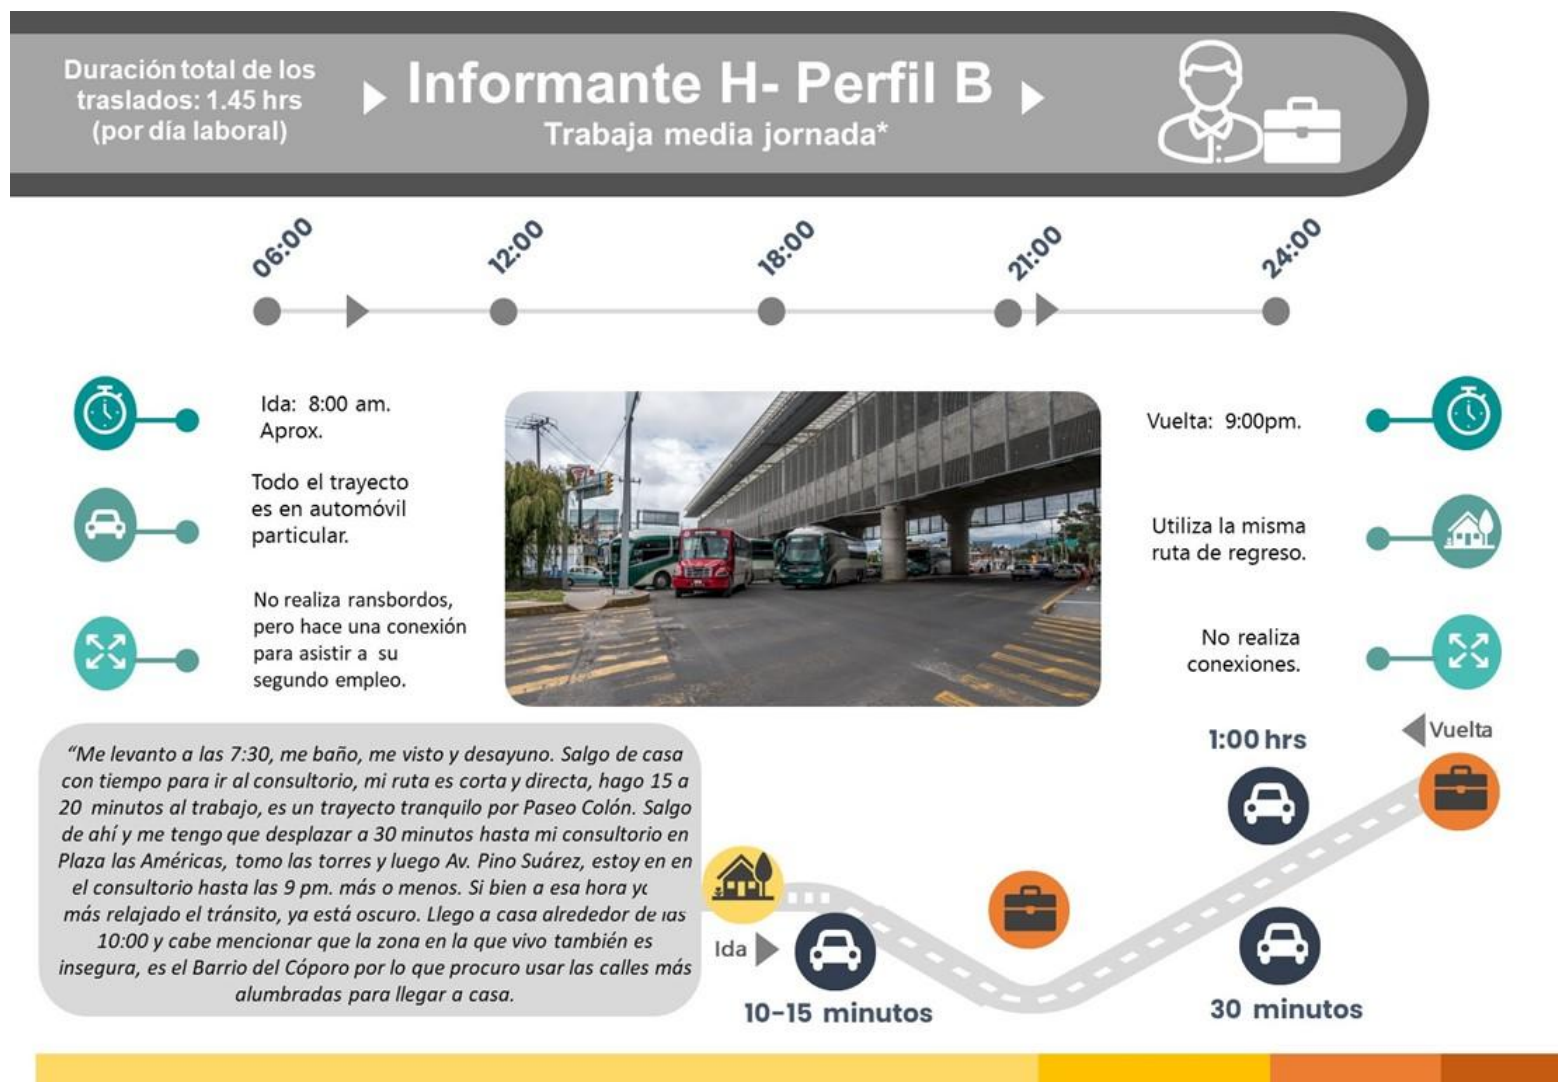 Duración total de los
traslados: 1.45 hrs
(por día laboral)
Informante H- Perfil B
Trabaja media jornada*
06:00
12:00
18:00
21:00
24:00
Ida: 8:00 am.
Aprox.
Todo el trayecto
es en automóvil
particular.
No realiza ransbordos,
pero hace una conexión
para asistir a su
segundo empleo.
Vuelta: 9:00pm.
Utiliza la misma
ruta de regreso.
No realiza
conexiones.
“Me levanto a las 7:30, me baño, me visto y desayuno. Salgo de casa
con tiempo para ir al consultorio, mi ruta es corta y directa, hago 15 a
20 minutos al trabajo, es un trayecto tranquilo por Paseo Colón. Salgo
de ahí y me tengo que desplazar a 30 minutos hasta mi consultorio en
Plaza las Américas, tomo las torres y luego Av. Pino Suárez, estoy en en
el consultorio hasta las 9 pm. más o menos. Si bien a esa hora
más relajado el tránsito, ya está oscuro. Llego a casa alrededor de las
10:00 y cabe mencionar que la zona en la que vivo también es
insegura, es el Barrio del Cóporo por lo que procuro usar las calles más
alumbradas para llegar a casa.
Ida
10-15 minutos
1:00 hrs
Vuelta
30 minutos